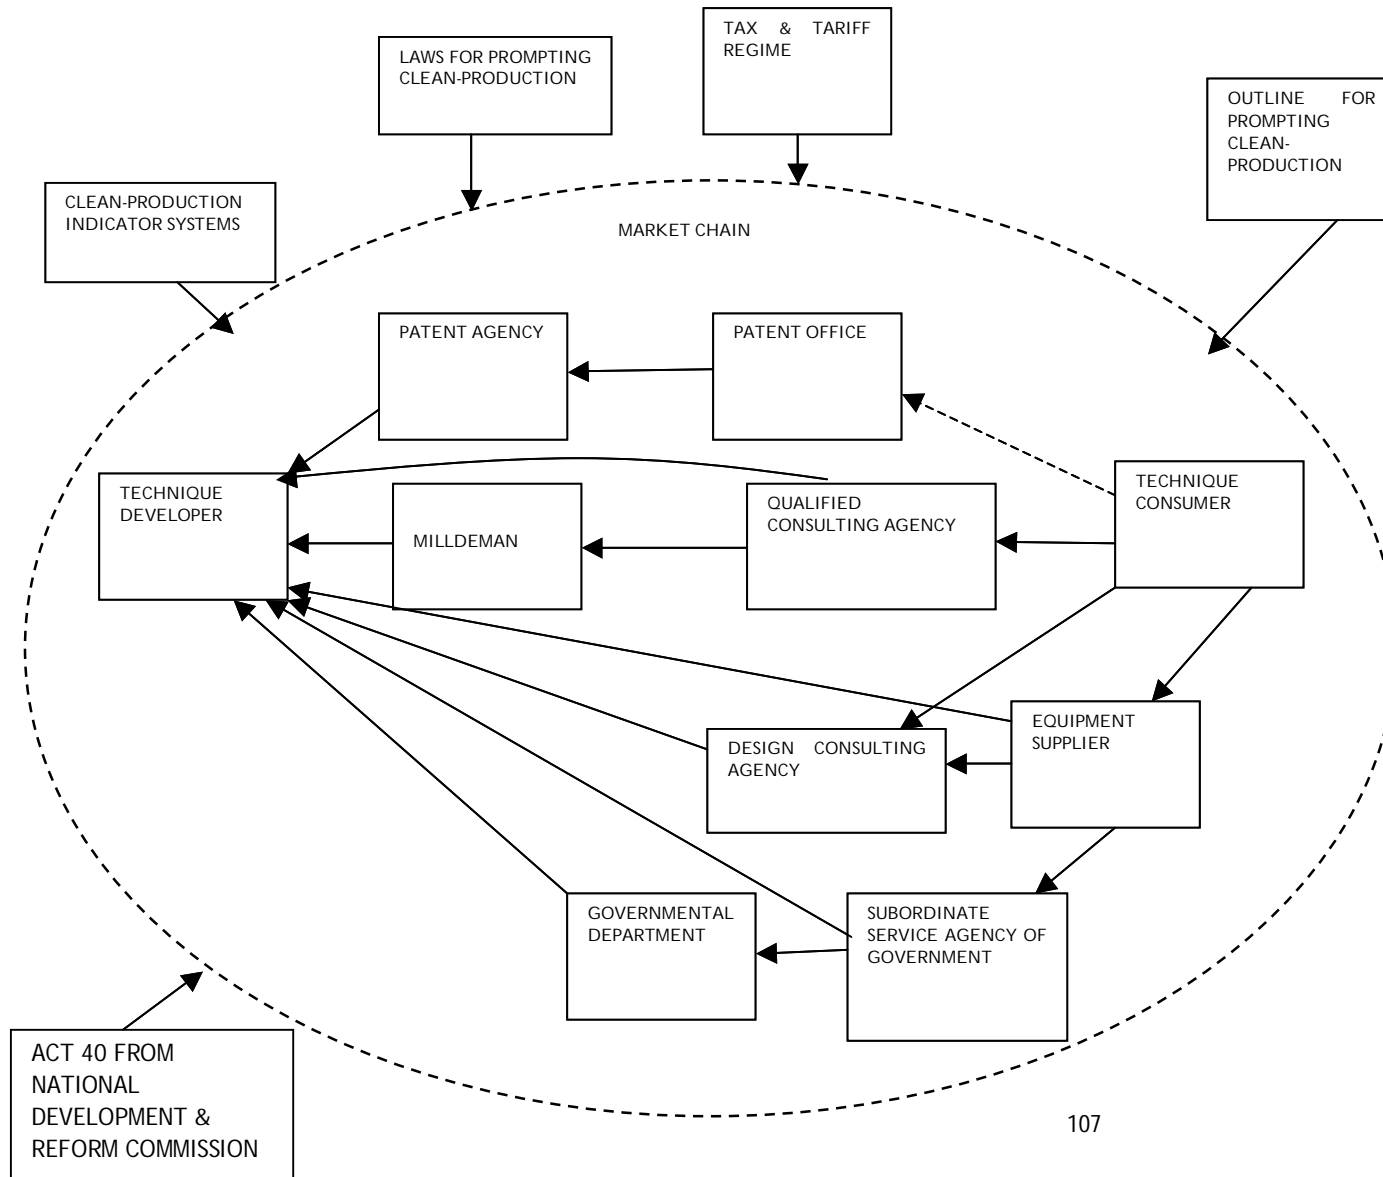 TAX & TARIFF
REGIME
LAWS FOR PROMPTING
CLEAN-PRODUCTION
OUTLINE FOR
PROMPTING
CLEAN-
PRODUCTION
CLEAN-PRODUCTION
INDICATOR SYSTEMS
MARKET CHAIN
PATENT AGENCY
PATENT OFFICE
TECHNIQUE
DEVELOPER
MILLDEMAN
QUALIFIED
CONSULTING AGENCY
TECHNIQUE
CONSUMER
DESIGN CONSULTING
AGENCY
EQUIPMENT
SUPPLIER
GOVERNMENTAL
DEPARTMENT
SUBORDINATE
SERVICE AGENCY OF
GOVERNMENT
ACT 40 FROM
NATIONAL
DEVELOPMENT &
REFORM COMMISSION
107